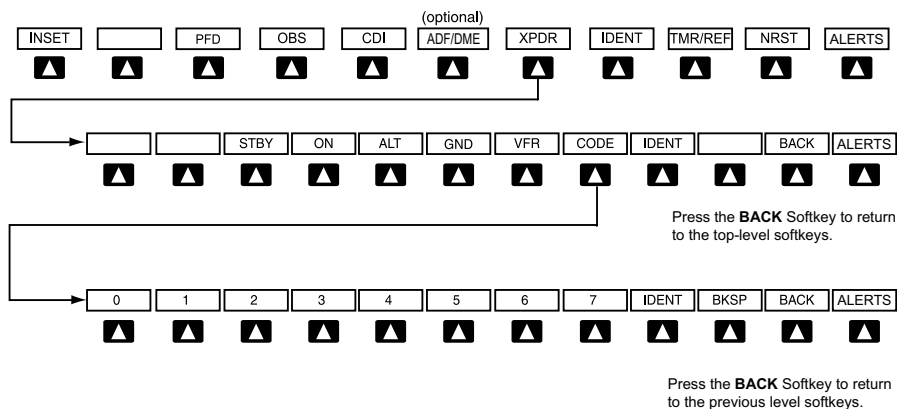 (optional)
INSET PFD OBS CDI ADF/DME XPDR IDENT TMR/REF NRST ALERTS
STBY ON ALT GND VFR CODE IDENT BACK ALERTS
Press the BACK Softkey to return
to the top-level softkeys.
0 1 2 3 4 5 6 7 IDENT BKSP BACK ALERTS
Press the BACK Softkey to return
to the previous level softkeys.